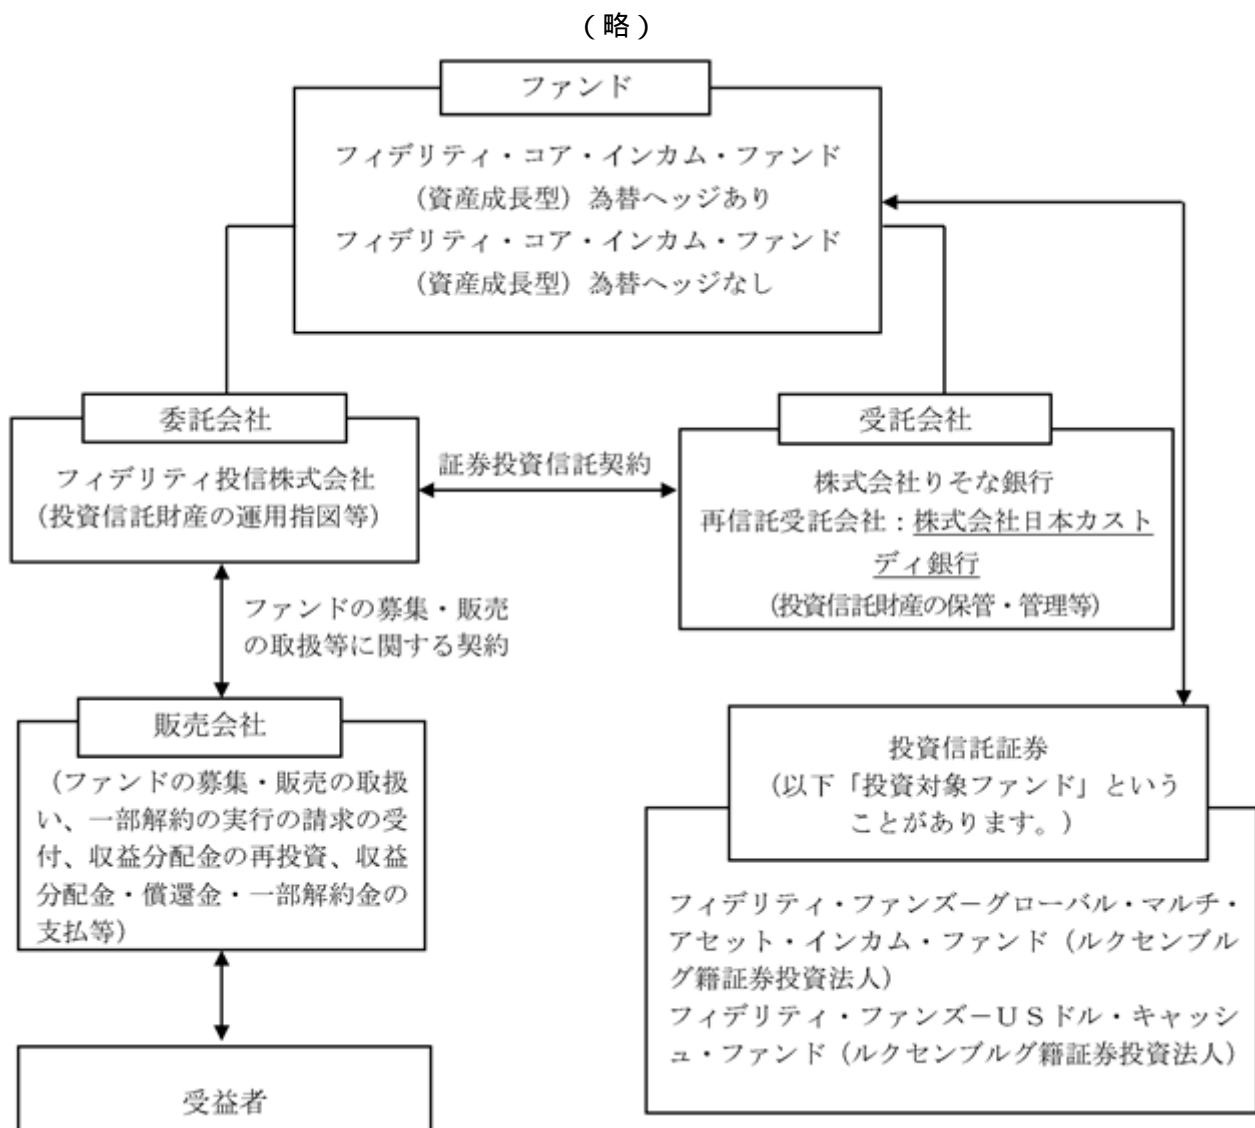 （略）
ファンド
フィデリティ・コア・インカム・ファンド
（資産成長型）為替ヘッジあり
フィデリティ・コア・インカム・ファンド
（資産成長型）為替ヘッジなし
委託会社
フィデリティ投信株式会社
（投資信託財産の運用指図等）
証券投資信託契約
受託会社
株式会社りそな銀行
再信託受託会社：株式会社日本カスト
ディ銀行
（投資信託財産の保管・管理等）
ファンドの募集・販売
の取扱等に関する契約
販売会社
（ファンドの募集・販売の取扱
い、一部解約の実行の請求の受
付、収益分配金の再投資、収益
分配金・償還金・一部解約金の
支払等）
投資信託証券
（以下「投資対象ファンド」という
ことがあります。）
フィデリティ・ファンズ－グローバル・マルチ・
アセット・インカム・ファンド（ルクセンブル
グ籍証券投資法人）
フィデリティ・ファンズ－ＵＳドル・キャッシ
ュ・ファンド（ルクセンブルグ籍証券投資法人）
受益者